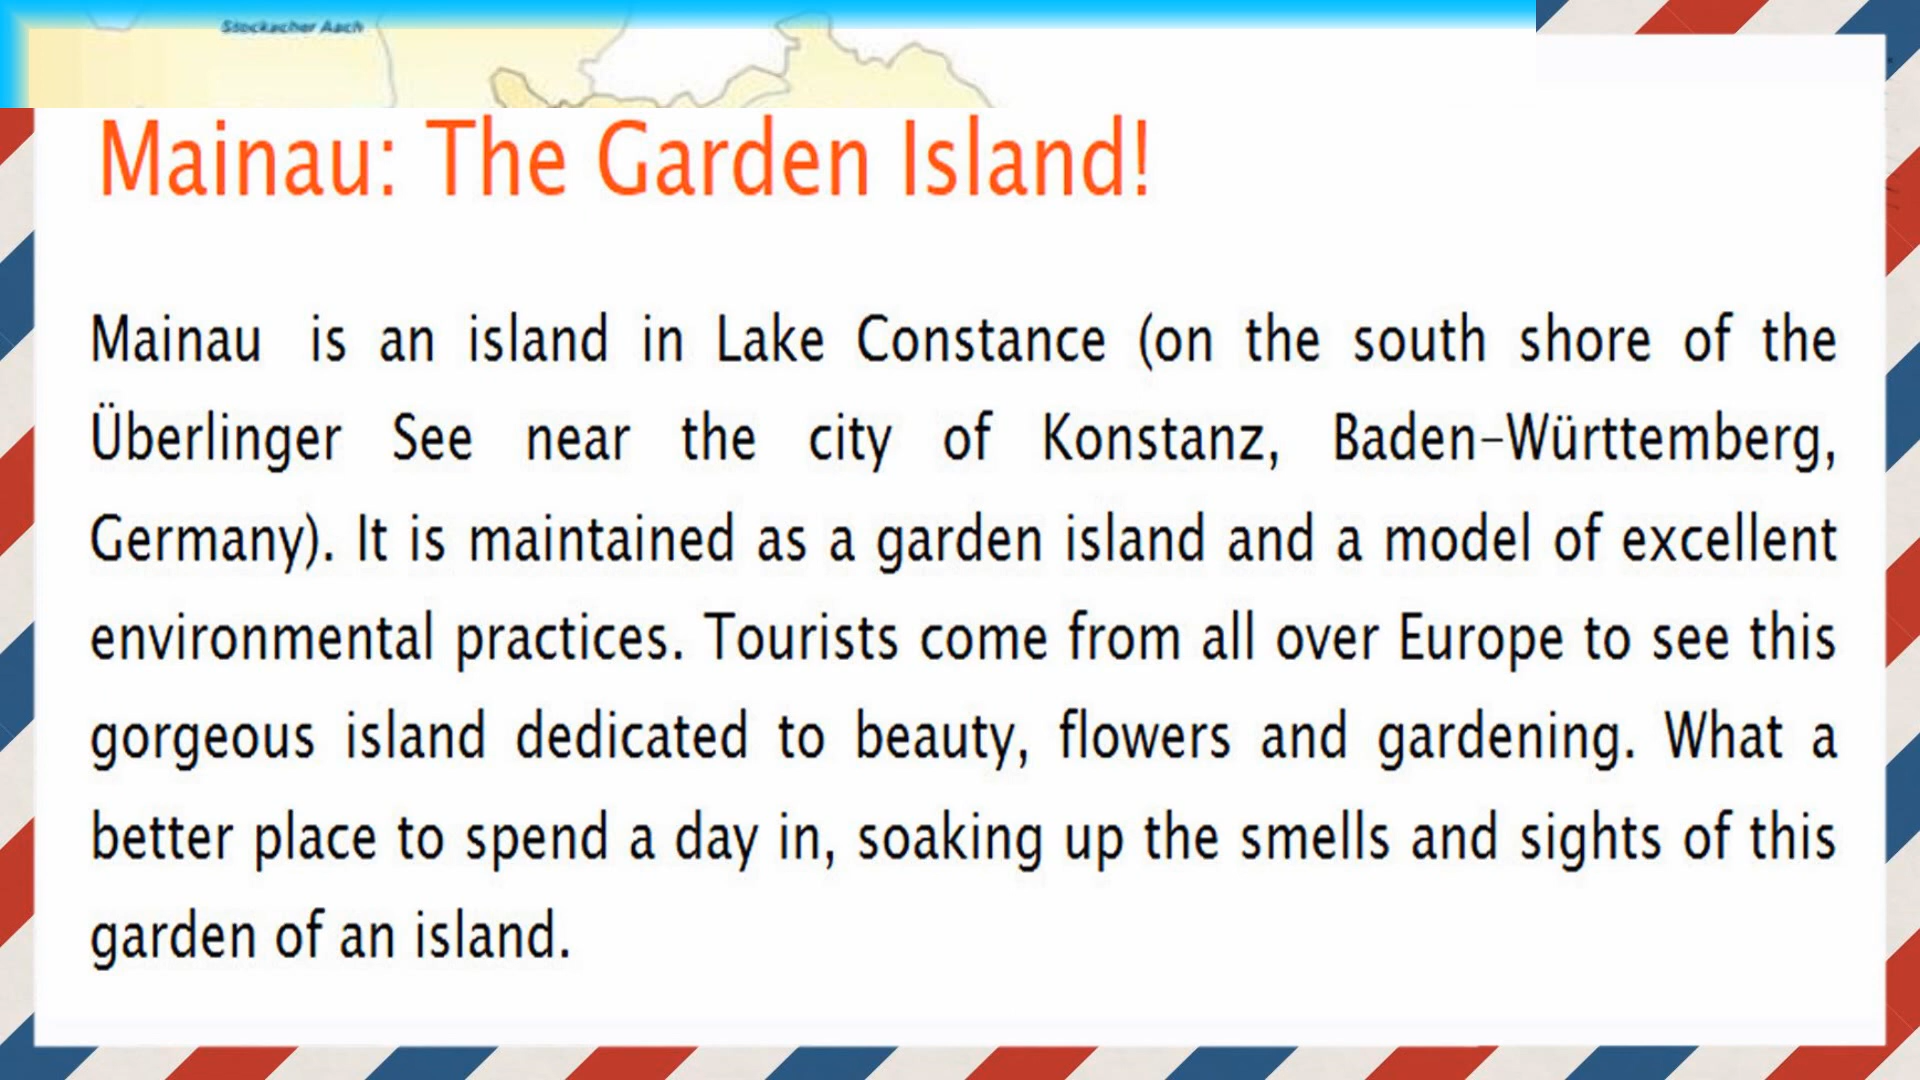 Stockacher Aach
Mainau: The Garden Island!
Mainau is an island in Lake Constance (on the south shore of the
Überlinger See near the city of Konstanz, Baden-Württemberg,
Germany). It is maintained as a garden island and a model of excellent
environmental practices. Tourists come from all over Europe to see this
gorgeous island dedicated to beauty, flowers and gardening. What a
better place to spend a day in, soaking up the smells and sights of this
garden of an island.